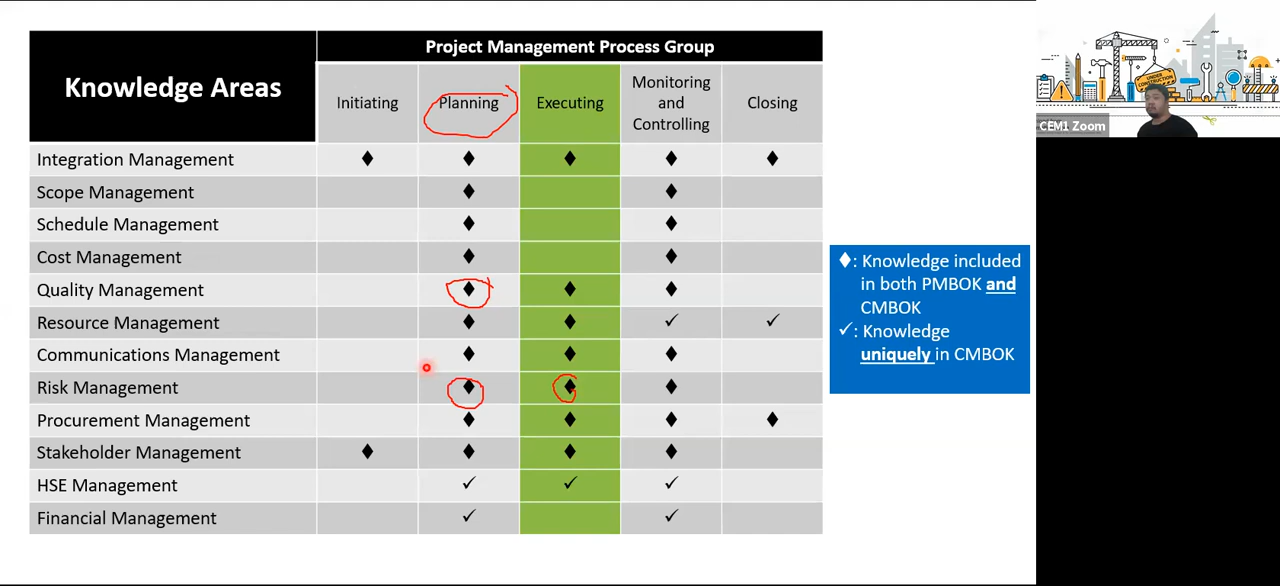 Project Management Process Group
Knowledge Areas
Initiating
Planning
Executing
Monitoring
and
Controlling
Closing
Integration Management ♦ ♦ ♦ ♦ ♦
Scope Management ♦ ♦
Schedule Management ♦ ♦
Cost Management ♦ ♦
Quality Management ♦ ♦ ♦
Resource Management ♦ ♦ ✓ ✓
Communications Management ♦ ♦ ♦
Risk Management ♦ ♦ ♦
Procurement Management ♦ ♦ ♦ ♦
Stakeholder Management ♦ ♦ ♦ ♦
HSE Management ✓ ✓ ✓
Financial Management ✓ ✓
♦: Knowledge included
in both PMBOK and
CMBOK
✓: Knowledge
uniquely in CMBOK
UNDER
CONSTRUCTION
CEM1 Zoom